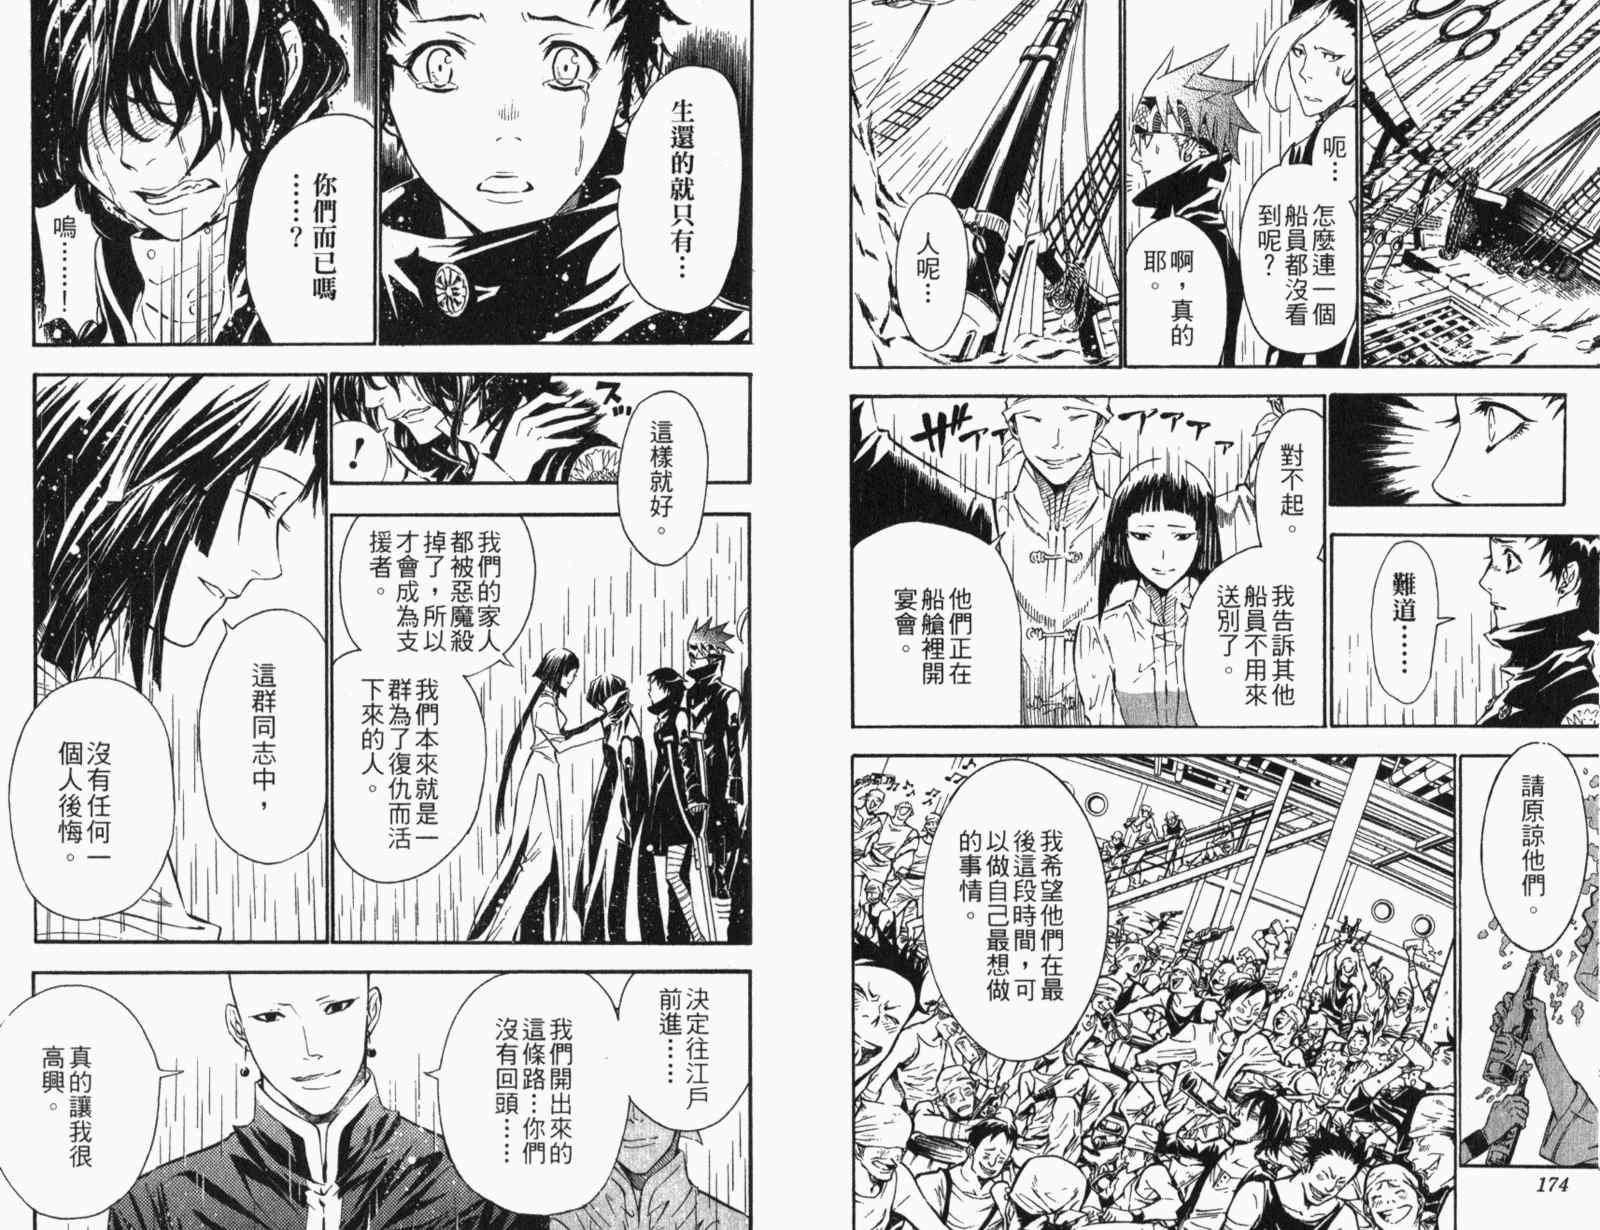 呃…
怎麼連一個
船員都沒看
到呢？
啊，真的
耶。
人呢…
難道……
對不起。
我告訴其他
船員不用來
送別了。
他們正在
船艙裡開
宴會。
ザァァァァァァ
請原諒他們。
我希望他們在最
後這段時間，可
以做自己最想做
的事情。
174
生還的就只有…
你們而已嗎
……？
嗚……！
這樣就好。
ズッ
！
我們的家人
都被惡魔殺
掉了，所以
才會成為支
援者。
我們本來就是一
群為了復仇而活
下來的人。
這群同志中，
沒有任何一
個人後悔。
決定往江戶
前進……
我們開出來的
這條路…你們
沒有回頭……
真的讓我很
高興。